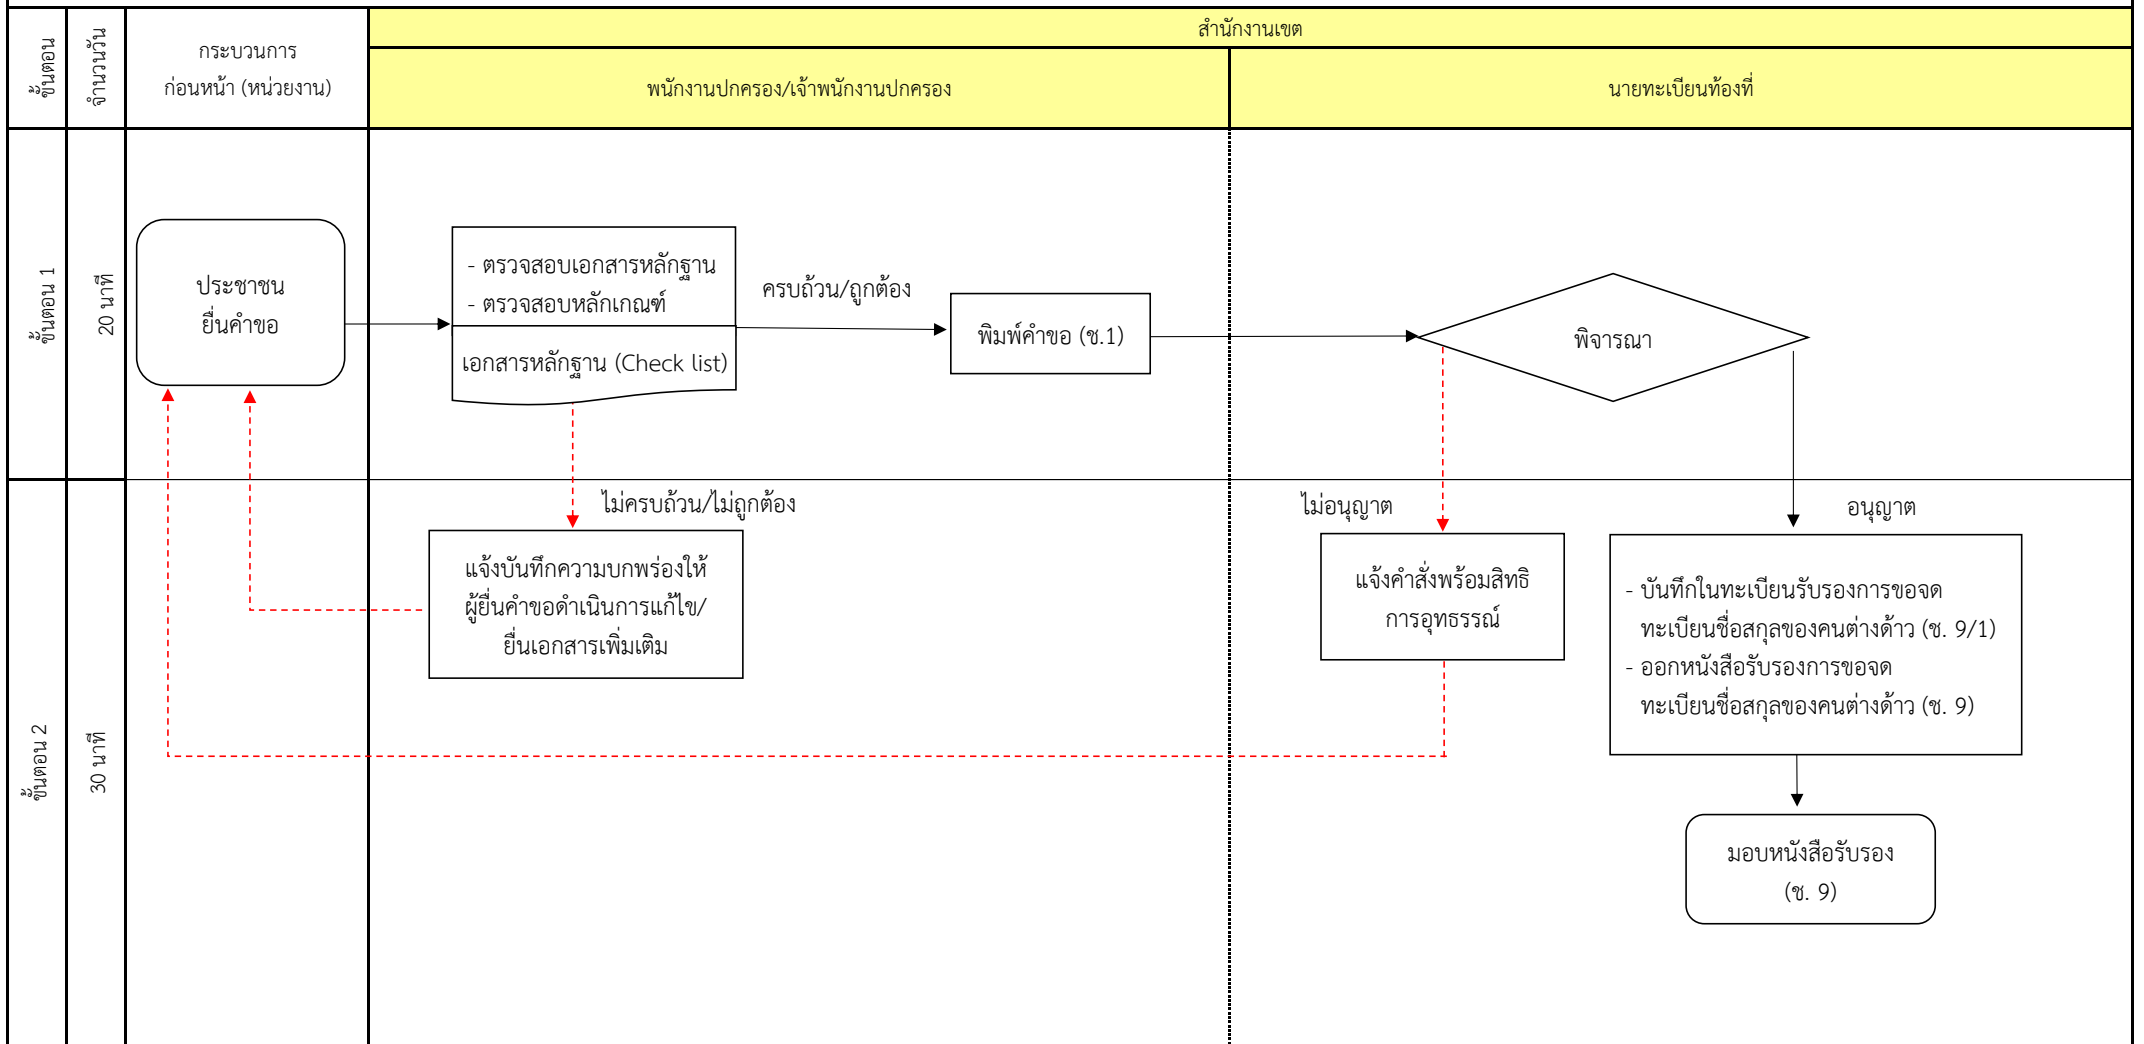 ขั้นตอน
จำนวนวัน
กระบวนการ
ก่อนหน้า (หน่วยงาน)
สำนักงานเขต
พนักงานปกครอง/เจ้าพนักงานปกครอง
นายทะเบียนท้องที่
ขั้นตอน 1
20 นาที
ประชาชน
ยื่นคำขอ
- ตรวจสอบเอกสารหลักฐาน
- ตรวจสอบหลักเกณฑ์
เอกสารหลักฐาน (Check list)
ครบถ้วน/ถูกต้อง
พิมพ์คำขอ (ช.1)
พิจารณา
ขั้นตอน 2
30 นาที
ไม่ครบถ้วน/ไม่ถูกต้อง
แจ้งบันทึกความบกพร่องให้
ผู้ยื่นคำขอดำเนินการแก้ไข/
ยื่นเอกสารเพิ่มเติม
ไม่อนุญาต
แจ้งคำสั่งพร้อมสิทธิ
การอุทธรรณ์
อนุญาต
- บันทึกในทะเบียนรับรองการขอจด
ทะเบียนชื่อสกุลของคนต่างด้าว (ช. 9/1)
- ออกหนังสือรับรองการขอจด
ทะเบียนชื่อสกุลของคนต่างด้าว (ช. 9)
มอบหนังสือรับรอง
(ช. 9)